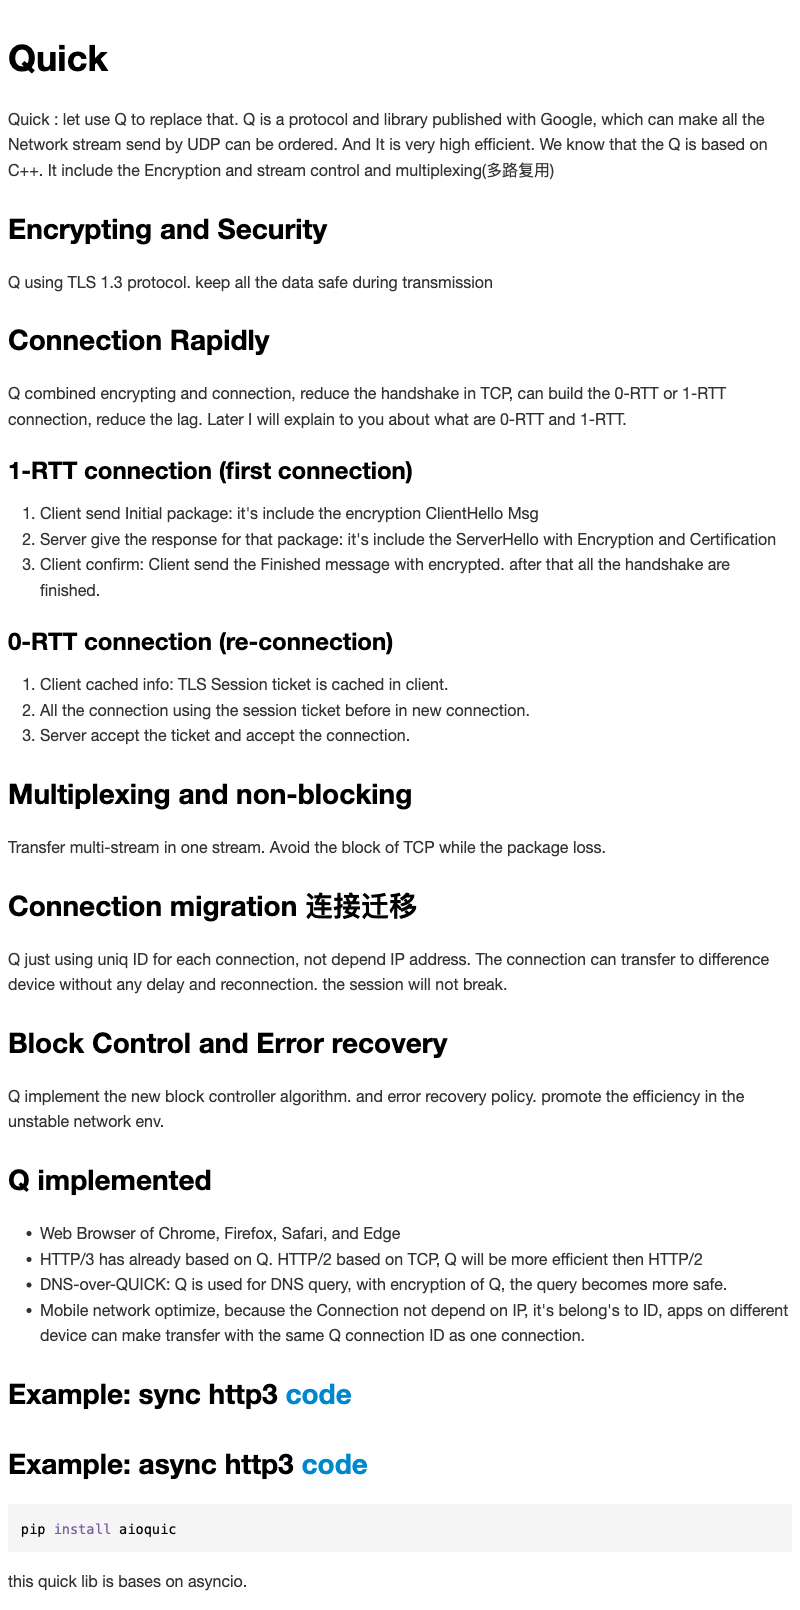 Quick
Quick : let use Q to replace that. Q is a protocol and library published with Google, which can make all the
Network stream send by UDP can be ordered. And It is very high efficient. We know that the Q is based on
C++. It include the Encryption and stream control and multiplexing(多路复用)
Encrypting and Security
Q using TLS 1.3 protocol. keep all the data safe during transmission
Connection Rapidly
Q combined encrypting and connection, reduce the handshake in TCP, can build the 0-RTT or 1-RTT
connection, reduce the lag. Later I will explain to you about what are 0-RTT and 1-RTT.
1-RTT connection (first connection)
1. Client send Initial package: it's include the encryption ClientHello Msg
2. Server give the response for that package: it's include the ServerHello with Encryption and Certification
3. Client confirm: Client send the Finished message with encrypted. after that all the handshake are
finished.
0-RTT connection (re-connection)
1. Client cached info: TLS Session ticket is cached in client.
2. All the connection using the session ticket before in new connection.
3. Server accept the ticket and accept the connection.
Multiplexing and non-blocking
Transfer multi-stream in one stream. Avoid the block of TCP while the package loss.
Connection migration 连接迁移
Q just using uniq ID for each connection, not depend IP address. The connection can transfer to difference
device without any delay and reconnection. the session will not break.
Block Control and Error recovery
Q implement the new block controller algorithm. and error recovery policy. promote the efficiency in the
unstable network env.
Q implemented
• Web Browser of Chrome, Firefox, Safari, and Edge
• HTTP/3 has already based on Q. HTTP/2 based on TCP, Q will be more efficient then HTTP/2
• DNS-over-QUICK: Q is used for DNS query, with encryption of Q, the query becomes more safe.
• Mobile network optimize, because the Connection not depend on IP, it's belong's to ID, apps on different
device can make transfer with the same Q connection ID as one connection.
Example: sync http3 code
Example: async http3 code
pip install aioquic
this quick lib is bases on asyncio.